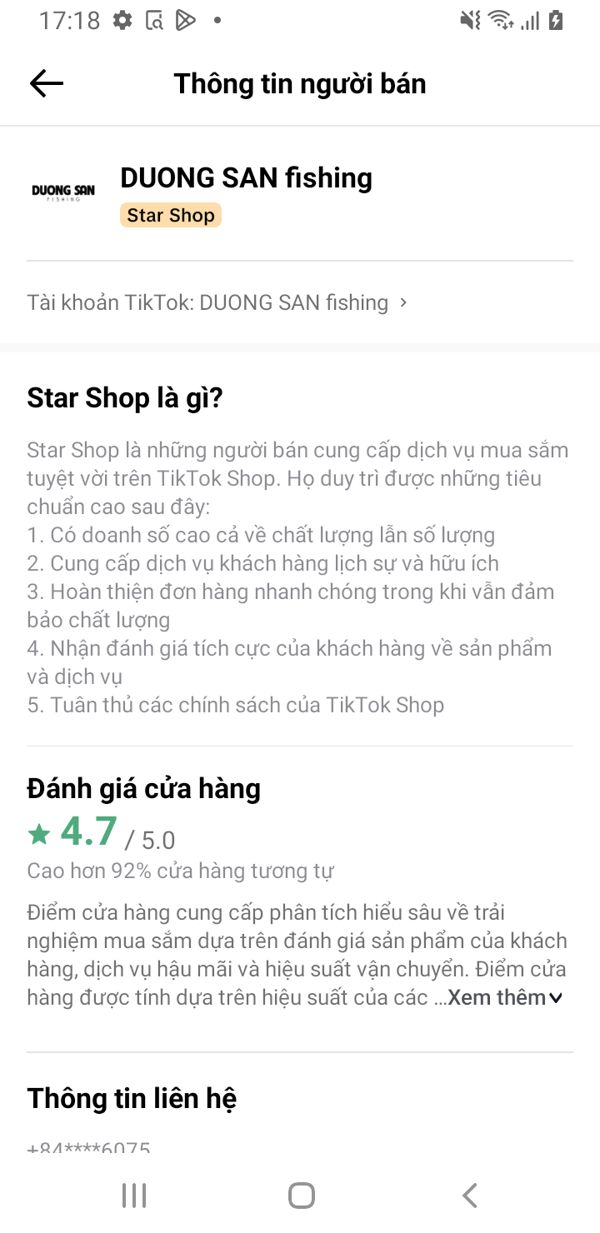 17:18
Thông tin người bán
DUONG SAN
FISHING
DUONG SAN fishing
Star Shop
Tài khoản TikTok: DUONG SAN fishing
Star Shop là gì?
Star Shop là những người bán cung cấp dịch vụ mua sắm
tuyệt vời trên TikTok Shop. Họ duy trì được những tiêu
chuẩn cao sau đây:
1. Có doanh số cao cả về chất lượng lẫn số lượng
2. Cung cấp dịch vụ khách hàng lịch sự và hữu ích
3. Hoàn thiện đơn hàng nhanh chóng trong khi vẫn đảm
bảo chất lượng
4. Nhận đánh giá tích cực của khách hàng về sản phẩm
và dịch vụ
5. Tuân thủ các chính sách của TikTok Shop
Đánh giá cửa hàng
4.7 / 5.0
Cao hơn 92% cửa hàng tương tự
Điểm cửa hàng cung cấp phân tích hiểu sâu về trải
nghiệm mua sắm dựa trên đánh giá sản phẩm của khách
hàng, dịch vụ hậu mãi và hiệu suất vận chuyển. Điểm cửa
hàng được tính dựa trên hiệu suất của các ...Xem thêm
Thông tin liên hệ
+84****6075